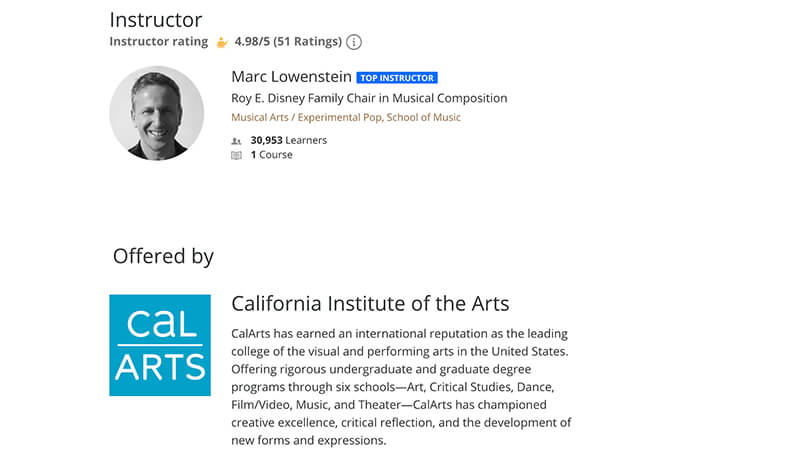 Instructor
Instructor rating 4.98/5 (51 Ratings)
Marc Lowenstein TOP INSTRUCTOR
Roy E. Disney Family Chair in Musical Composition
Musical Arts / Experimental Pop, School of Music
30,953 Learners
1 Course
Offered by
CAL
ARTS
California Institute of the Arts
CalArts has earned an international reputation as the leading
college of the visual and performing arts in the United States.
Offering rigorous undergraduate and graduate degree
programs through six schools—Art, Critical Studies, Dance,
Film/Video, Music, and Theater—CalArts has championed
creative excellence, critical reflection, and the development of
new forms and expressions.